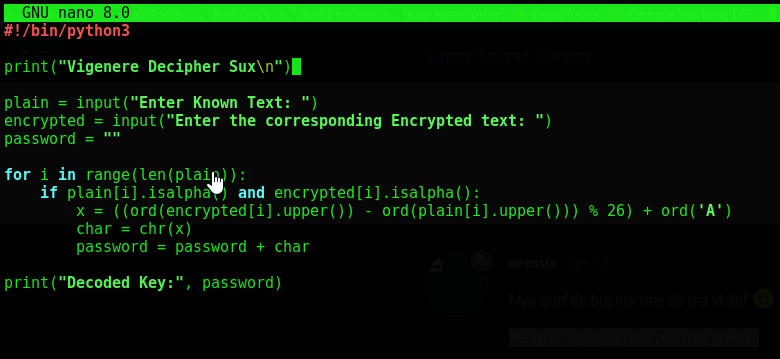 GNU nano 8.0
#!/bin/python3
print("Vigenere Decipher Sux\n")
plain = input("Enter Known Text: ")
encrypted = input("Enter the corresponding Encrypted text: ")
password = ""
for i in range(len(plain)):
    if plain[i].isalpha() and encrypted[i].isalpha():
        x = ((ord(encrypted[i].upper()) - ord(plain[i].upper())) % 26) + ord('A')
        char = chr(x)
        password = password + char
print("Decoded Key:", password)
Super Secret Forum
orestis
Mya qutf de buj otv rms dy srd vkdof